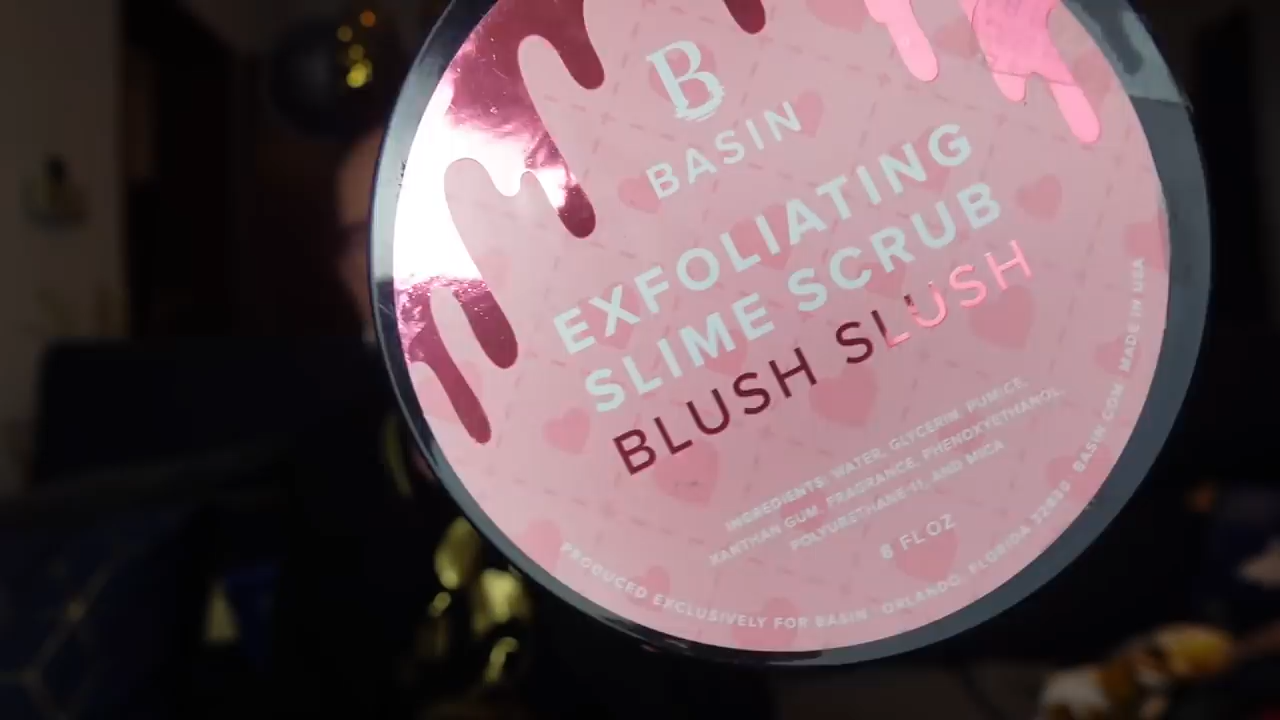 B
BASIN
EXFOLIATING
SLIME SCRUB
BLUSH SLUSH
INGREDIENTS: WATER, GLYCERIN, PUMICE,
XANTHAN GUM, FRAGRANCE, PHENOXYETHANOL,
POLYURETHANE-11, AND MICA
8 FL OZ
PRODUCED EXCLUSIVELY FOR BASIN · ORLANDO, FLORIDA 32830 · BASIN.COM · MADE IN USA